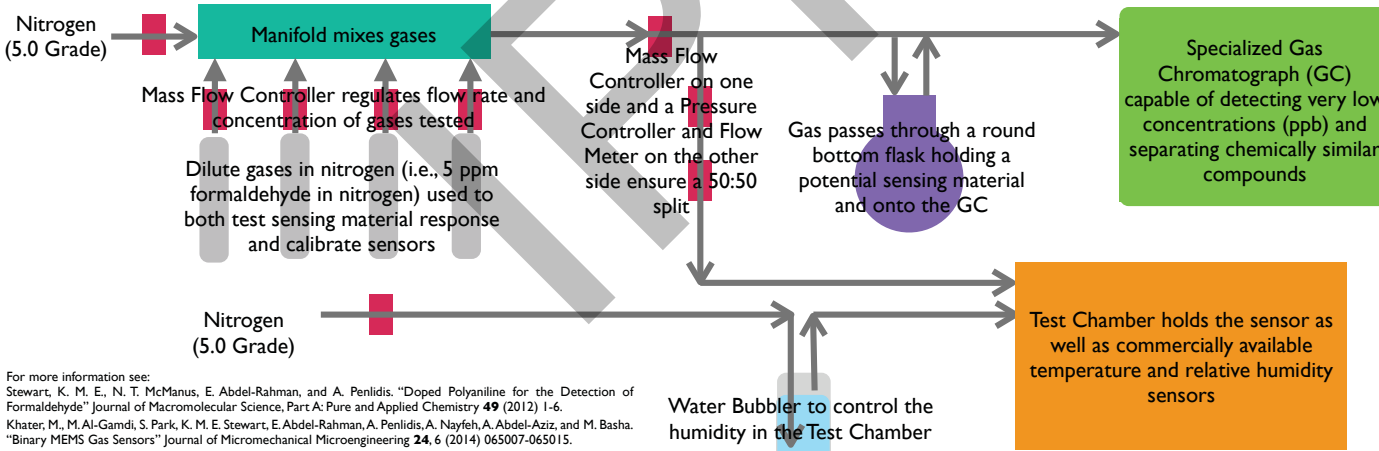 Nitrogen
(5.0 Grade)
Manifold mixes gases
Mass Flow Controller regulates flow rate and
concentration of gases tested
Dilute gases in nitrogen (i.e., 5 ppm
formaldehyde in nitrogen) used to
both test sensing material response
and calibrate sensors
Mass Flow
Controller on one
side and a Pressure
Controller and Flow
Meter on the other
side ensure a 50:50
split
Gas passes through a round
bottom flask holding a
potential sensing material
and onto the GC
Specialized Gas
Chromatograph (GC)
capable of detecting very low
concentrations (ppb) and
separating chemically similar
compounds
Nitrogen
(5.0 Grade)
Water Bubbler to control the
humidity in the Test Chamber
Test Chamber holds the sensor as
well as commercially available
temperature and relative humidity
sensors
For more information see:
Stewart, K. M. E., N. T. McManus, E. Abdel-Rahman, and A. Penlidis. “Doped Polyaniline for the Detection of
Formaldehyde” Journal of Macromolecular Science, Part A: Pure and Applied Chemistry 49 (2012) 1-6.
Khater, M., M. Al-Gamdi, S. Park, K. M. E. Stewart, E. Abdel-Rahman, A. Penlidis, A. Nayfeh, A. Abdel-Aziz, and M. Basha.
“Binary MEMS Gas Sensors” Journal of Micromechanical Microengineering 24, 6 (2014) 065007-065015.